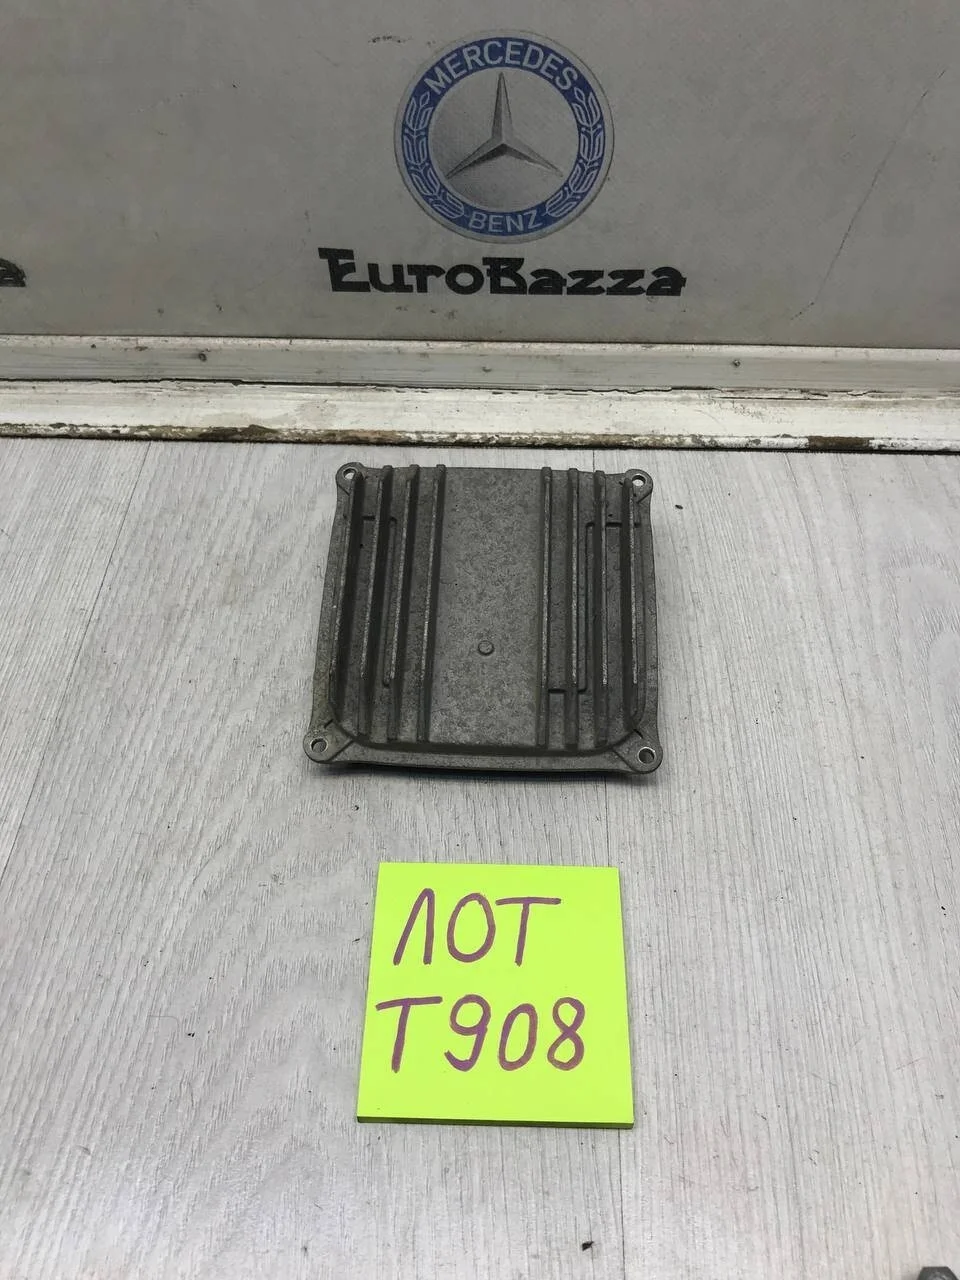 MERCEDES
BENZ
EuroBazza
a
ЛОТ
T908